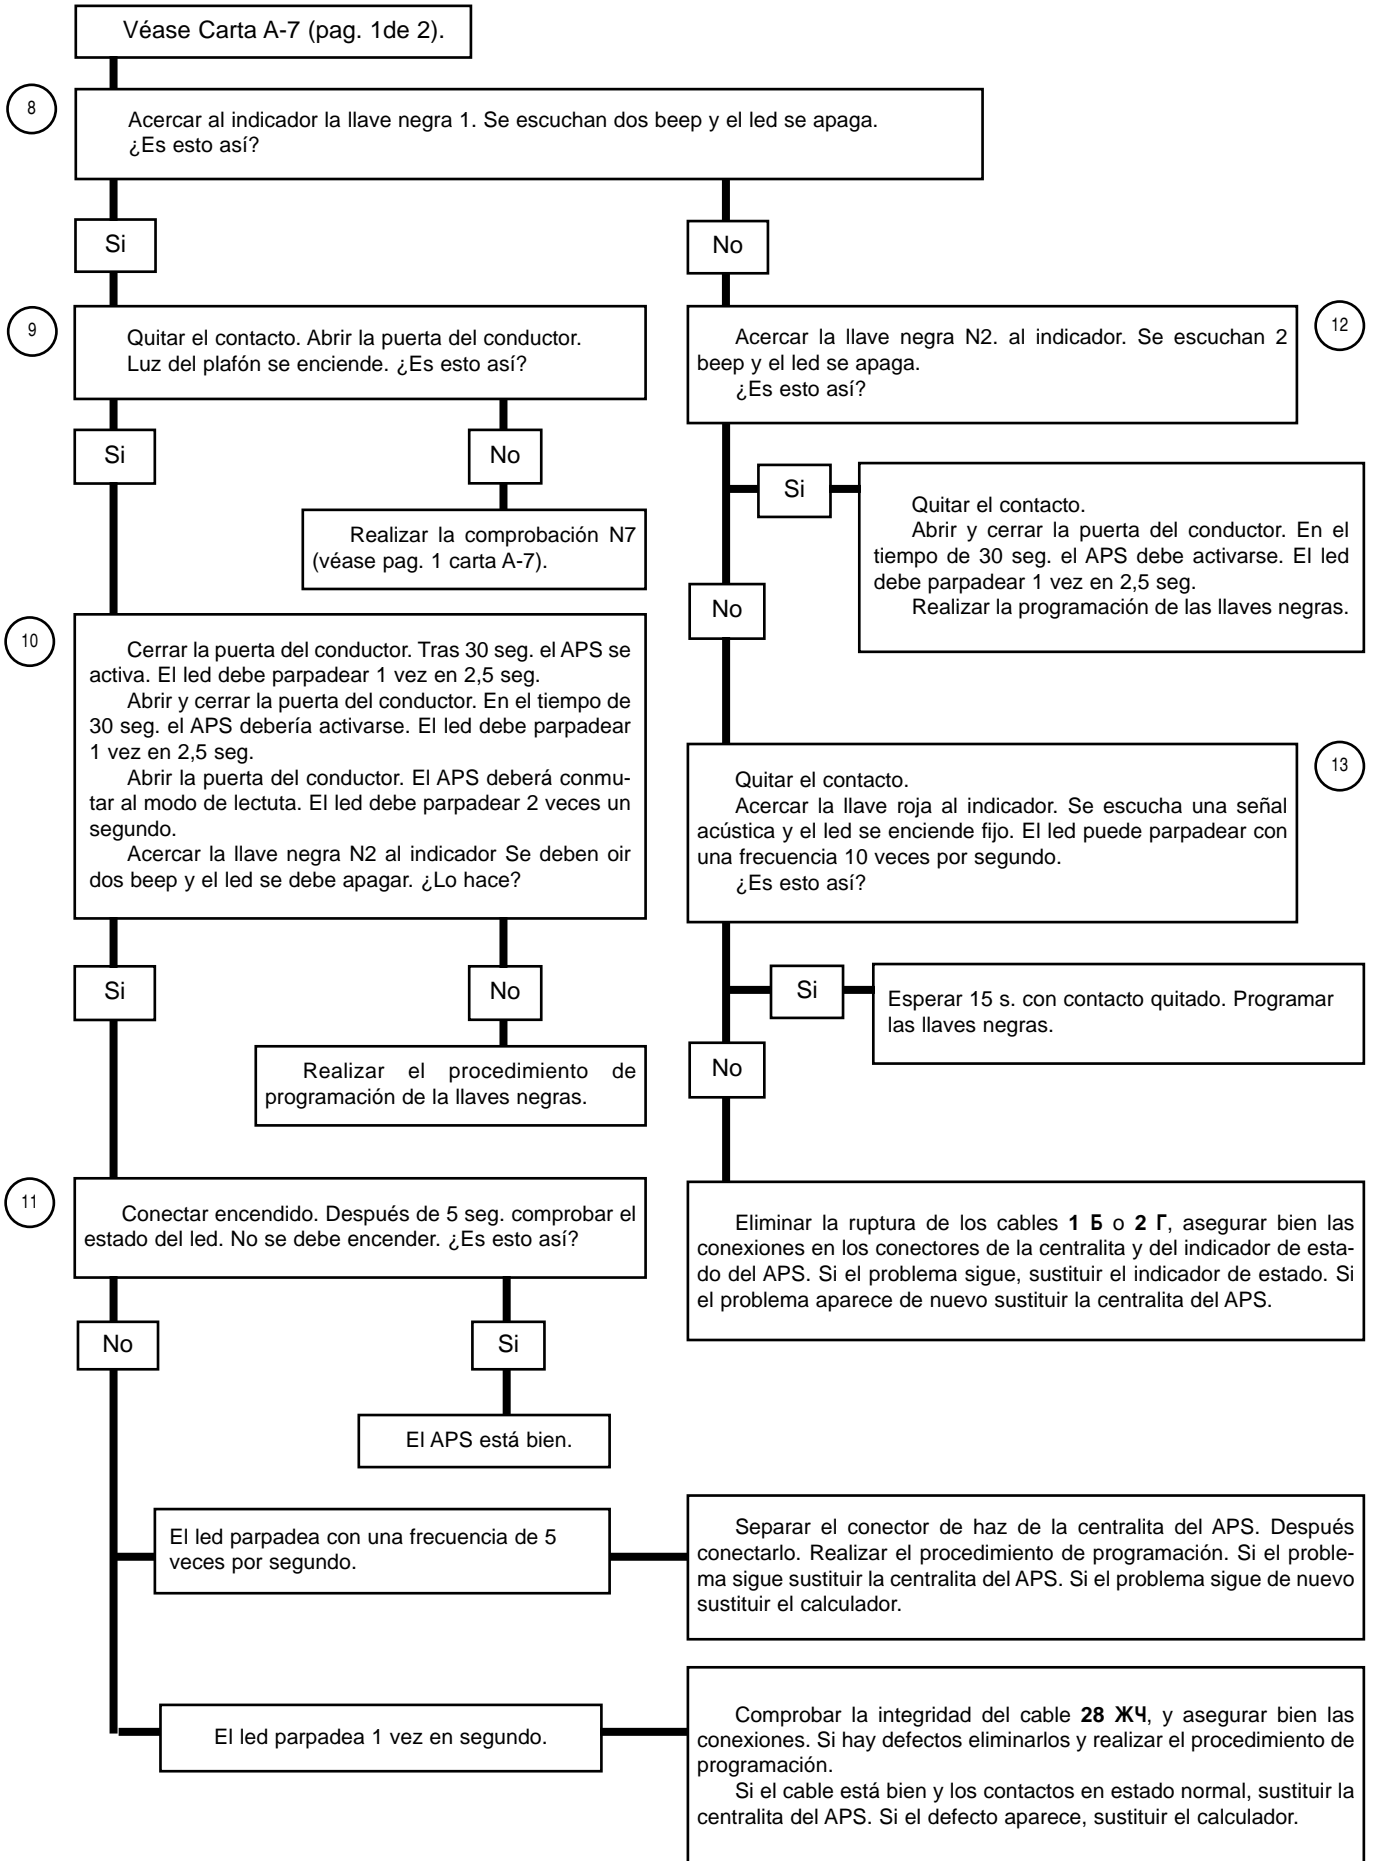 Véase Carta A-7 (pag. 1de 2).
8
Acercar al indicador la llave negra 1. Se escuchan dos beep y el led se apaga.
¿Es esto así?
Si
No
9
Quitar el contacto. Abrir la puerta del conductor.
Luz del plafón se enciende. ¿Es esto así?
12
Acercar la llave negra N2. al indicador. Se escuchan 2
beep y el led se apaga.
¿Es esto así?
Si
No
Realizar la comprobación N7
(véase pag. 1 carta A-7).
Si
Quitar el contacto.
Abrir y cerrar la puerta del conductor. En el
tiempo de 30 seg. el APS debe activarse. El led
debe parpadear 1 vez en 2,5 seg.
Realizar la programación de las llaves negras.
No
10
Cerrar la puerta del conductor. Tras 30 seg. el APS se
activa. El led debe parpadear 1 vez en 2,5 seg.
Abrir y cerrar la puerta del conductor. En el tiempo de
30 seg. el APS debería activarse. El led debe parpadear
1 vez en 2,5 seg.
Abrir la puerta del conductor. El APS deberá conmu-
tar al modo de lectuta. El led debe parpadear 2 veces un
segundo.
Acercar la llave negra N2 al indicador Se deben oir
dos beep y el led se debe apagar. ¿Lo hace?
13
Quitar el contacto.
Acercar la llave roja al indicador. Se escucha una señal
acústica y el led se enciende fijo. El led puede parpadear con
una frecuencia 10 veces por segundo.
¿Es esto así?
Si
No
Realizar el procedimiento de
programación de la llaves negras.
Si
Esperar 15 s. con contacto quitado. Programar
las llaves negras.
No
11
Conectar encendido. Después de 5 seg. comprobar el
estado del led. No se debe encender. ¿Es esto así?
Eliminar la ruptura de los cables 1 Б o 2 Г, asegurar bien las
conexiones en los conectores de la centralita y del indicador de esta-
do del APS. Si el problema sigue, sustituir el indicador de estado. Si
el problema aparece de nuevo sustituir la centralita del APS.
No
Si
El APS está bien.
El led parpadea con una frecuencia de 5
veces por segundo.
Separar el conector de haz de la centralita del APS. Después
conectarlo. Realizar el procedimiento de programación. Si el proble-
ma sigue sustituir la centralita del APS. Si el problema sigue de nuevo
sustituir el calculador.
El led parpadea 1 vez en segundo.
Comprobar la integridad del cable 28 ЖЧ, y asegurar bien las
conexiones. Si hay defectos eliminarlos y realizar el procedimiento de
programación.
Si el cable está bien y los contactos en estado normal, sustituir la
centralita del APS. Si el defecto aparece, sustituir el calculador.